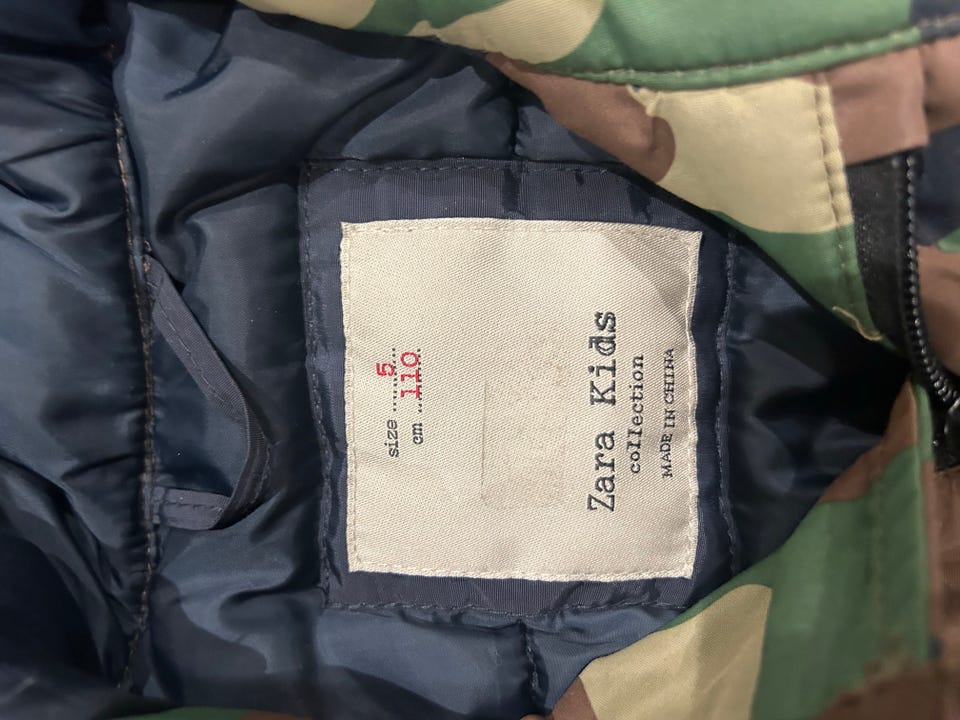 size ......5...
cm ...110..
Zara Kids
collection
MADE IN CHINA